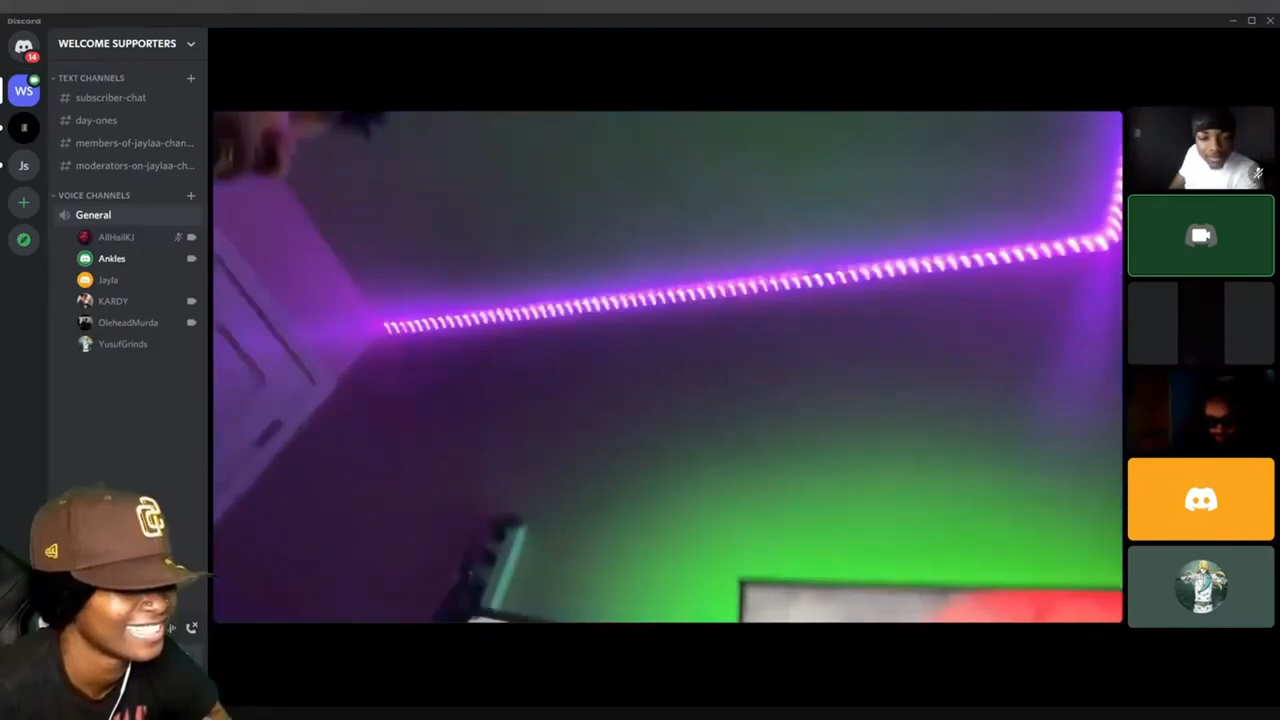 Discord
14
WELCOME SUPPORTERS
WS
TEXT CHANNELS
subscriber-chat
day-ones
members-of-jaylaa-chan...
moderators-on-jaylaa-ch...
Js
VOICE CHANNELS
General
AllHailKJ
Ankles
Jayla
KARDY
OleheadMurda
YusufGrinds